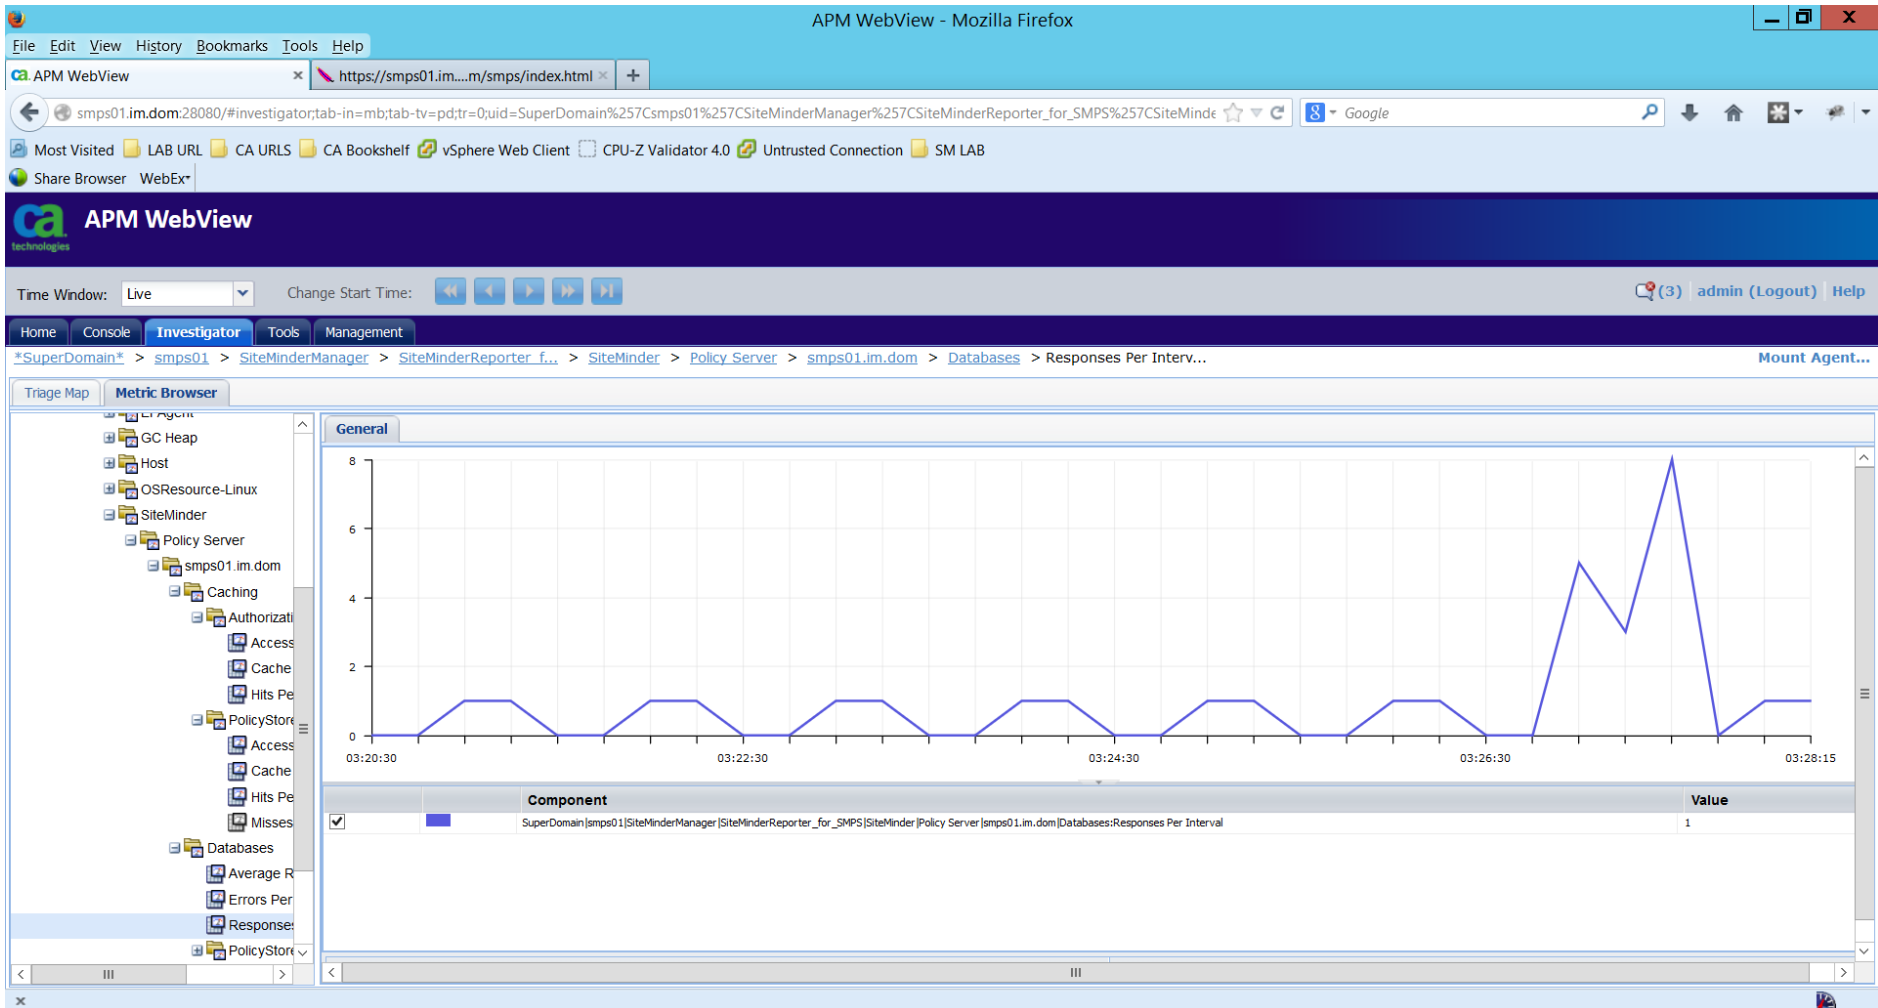 APM WebView - Mozilla Firefox
File Edit View History Bookmarks Tools Help
ca. APM WebView × https://smps01.im....m/smps/index.html × +
smps01.im.dom:28080/#investigator;tab-in=mb;tab-tv=pd;tr=0;uid=SuperDomain%257Csmps01%257CSiteMinderManager%257CSiteMinderReporter_for_SMPS%257CSiteMinde 8 Google
Most Visited LAB URL CA URLS CA Bookshelf vSphere Web Client CPU-Z Validator 4.0 Untrusted Connection SM LAB
Share Browser WebEx
ca technologies APM WebView
Time Window: Live Change Start Time: (3) admin (Logout) Help
Home Console Investigator Tools Management
*SuperDomain* > smps01 > SiteMinderManager > SiteMinderReporter f... > SiteMinder > Policy Server > smps01.im.dom > Databases > Responses Per Interv... Mount Agent...
Triage Map Metric Browser
EPAgent
GC Heap
Host
OSResource-Linux
SiteMinder
Policy Server
smps01.im.dom
Caching
Authorizati
Access
Cache
Hits Pe
PolicyStore
Access
Cache
Hits Pe
Misses
Databases
Average R
Errors Per
Responses
PolicyStore
General
8
6
4
2
0
03:20:30 03:22:30 03:24:30 03:26:30 03:28:15
Component Value
SuperDomain|smps01|SiteMinderManager|SiteMinderReporter_for_SMPS|SiteMinder|Policy Server|smps01.im.dom|Databases:Responses Per Interval 1